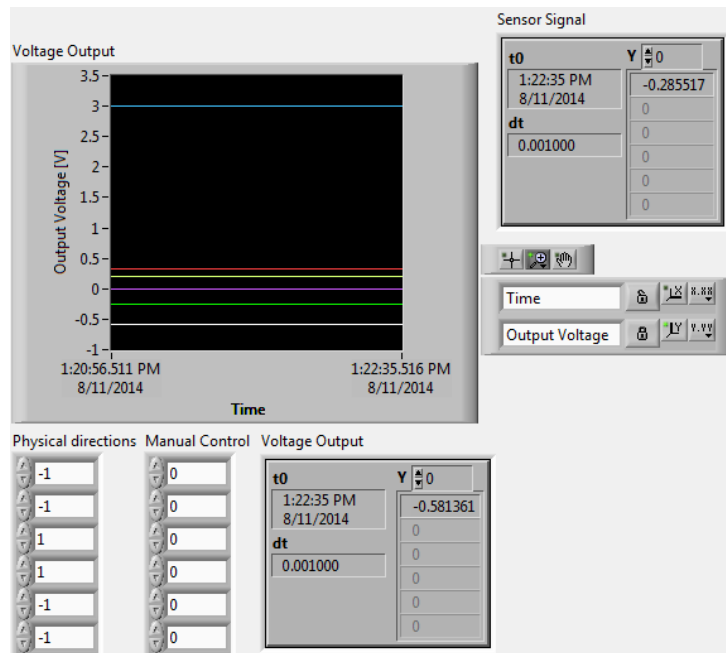 Sensor Signal
t0
1:22:35 PM
8/11/2014
dt
0.001000
Y 0
-0.285517
0
0
0
0
0
Voltage Output
3.5
3
2.5
2
1.5
1
0.5
0
-0.5
-1
Output Voltage [V]
1:20:56.511 PM
8/11/2014
1:22:35.516 PM
8/11/2014
Time
Time
X
X.XX
Output Voltage
Y
Y.YY
Physical directions
-1
-1
1
1
-1
-1
Manual Control
0
0
0
0
0
0
Voltage Output
t0
1:22:35 PM
8/11/2014
dt
0.001000
Y 0
-0.581361
0
0
0
0
0